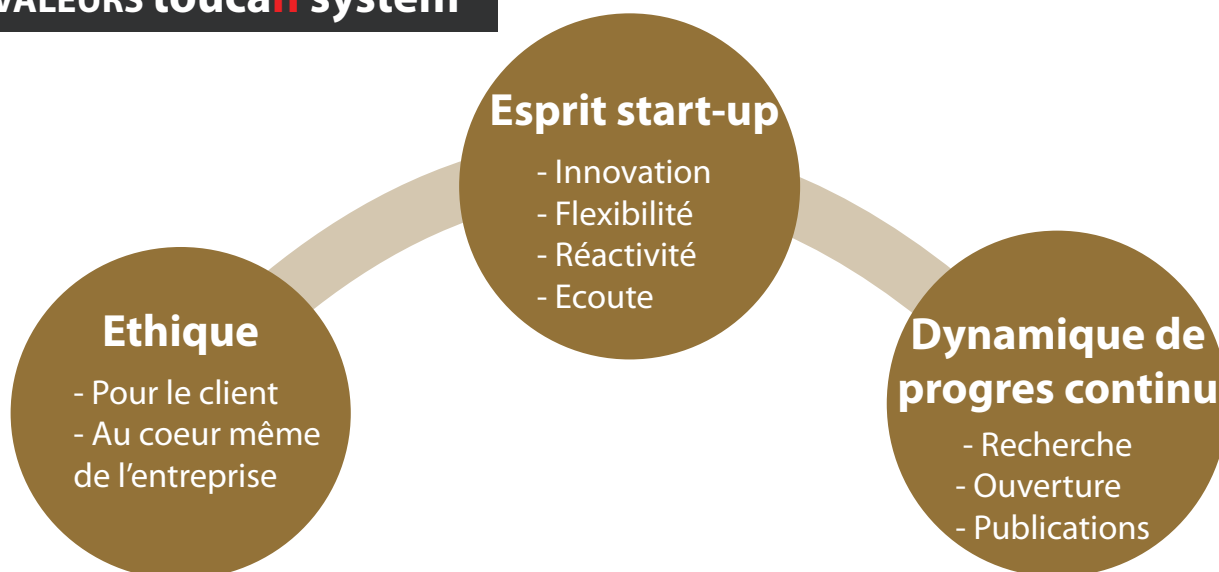 VALEURS toucan system
Esprit start-up
- Innovation
- Flexibilité
- Réactivité
- Ecoute
Ethique
- Pour le client
- Au coeur même
de l'entreprise
Dynamique de
progres continu
- Recherche
- Ouverture
- Publications